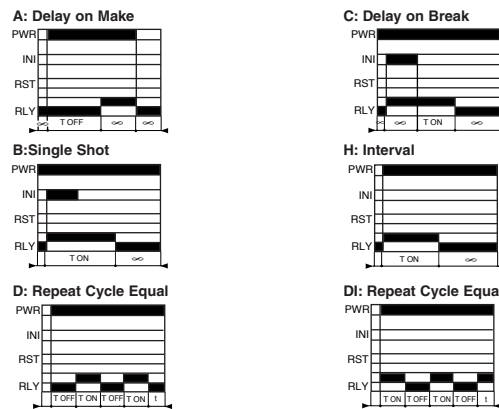 A: Delay on Make
PWR
INI
RST
RLY
∞ T OFF ∞ ∞
C: Delay on Break
PWR
INI
RST
RLY
∞ ∞ T ON ∞
B:Single Shot
PWR
INI
RST
RLY
T ON ∞
H: Interval
PWR
INI
RST
RLY
T ON ∞
D: Repeat Cycle Equal
PWR
INI
RST
RLY
T OFF T ON T OFF T ON t
DI: Repeat Cycle Equa
PWR
INI
RST
RLY
T ON T OFF T ON T OFF t